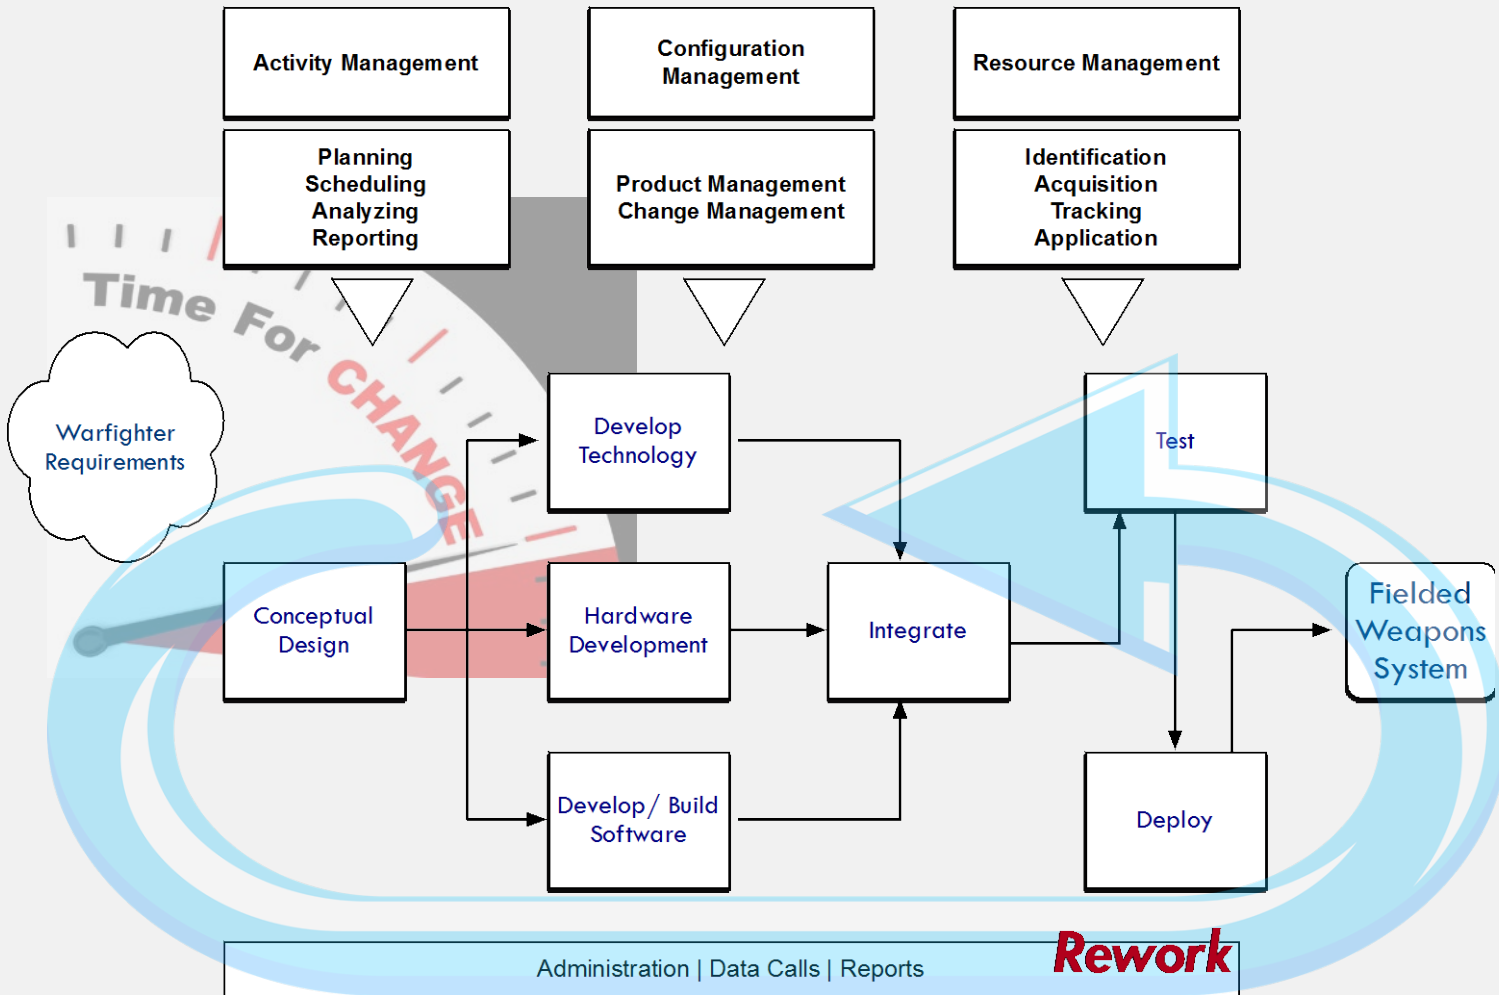 Activity Management
Configuration
Management
Resource Management
Planning
Scheduling
Analyzing
Reporting
Product Management
Change Management
Identification
Acquisition
Tracking
Application
Time For CHANGE
Warfighter
Requirements
Develop
Technology
Test
Conceptual
Design
Hardware
Development
Integrate
Fielded
Weapons
System
Develop/ Build
Software
Deploy
Rework
Administration | Data Calls | Reports